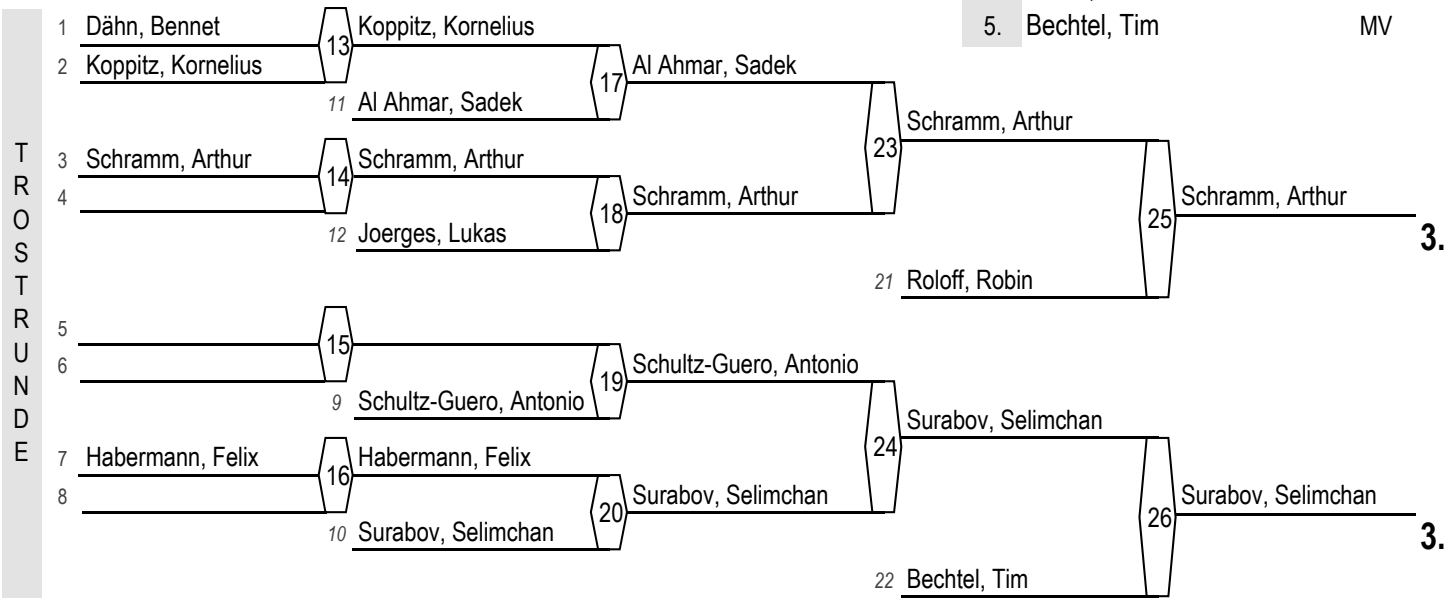 5. Bechtel, Tim MV
TROSTRUNDE
1 Dähn, Bennet 13 Koppitz, Kornelius
2 Koppitz, Kornelius 17 Al Ahmar, Sadek
11 Al Ahmar, Sadek
23 Schramm, Arthur
3 Schramm, Arthur 14 Schramm, Arthur
4 18 Schramm, Arthur 25 Schramm, Arthur
12 Joerges, Lukas 3.
21 Roloff, Robin
5 15
6 19 Schultz-Guero, Antonio
9 Schultz-Guero, Antonio
24 Surabov, Selimchan
7 Habermann, Felix 16 Habermann, Felix
8 20 Surabov, Selimchan 26 Surabov, Selimchan
10 Surabov, Selimchan 3.
22 Bechtel, Tim